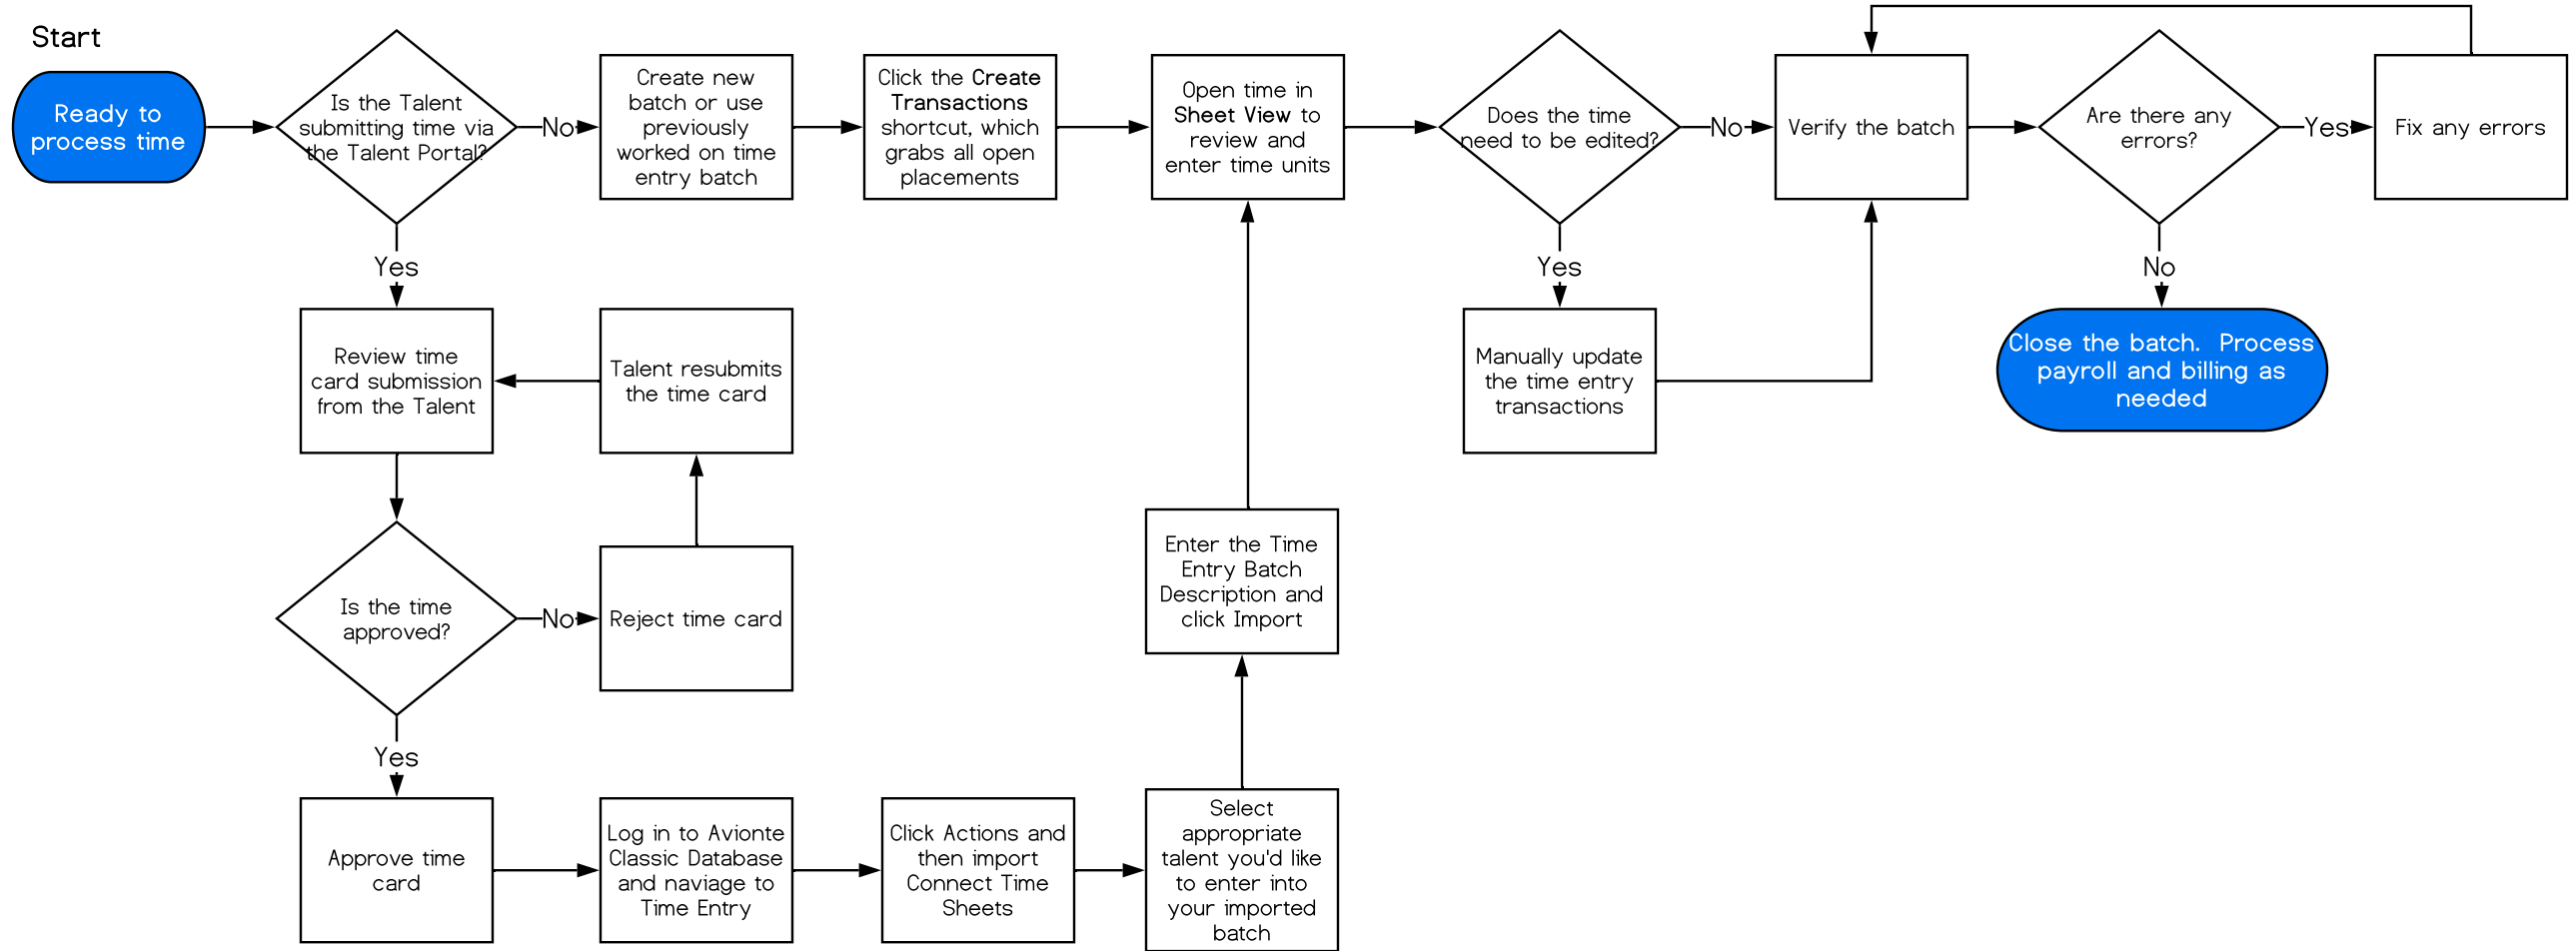 Start
Ready to
process time
Is the Talent
submitting time via
the Talent Portal?
No
Create new
batch or use
previously
worked on time
entry batch
Click the Create
Transactions
shortcut, which
grabs all open
placements
Open time in
Sheet View to
review and
enter time units
Does the time
need to be edited?
No
Verify the batch
Are there any
errors?
Yes
Fix any errors
Yes
Yes
No
Review time
card submission
from the Talent
Talent resubmits
the time card
Manually update
the time entry
transactions
Close the batch. Process
payroll and billing as
needed
Is the time
approved?
No
Reject time card
Enter the Time
Entry Batch
Description and
click Import
Yes
Approve time
card
Log in to Avionte
Classic Database
and naviage to
Time Entry
Click Actions and
then import
Connect Time
Sheets
Select
appropriate
talent you'd like
to enter into
your imported
batch